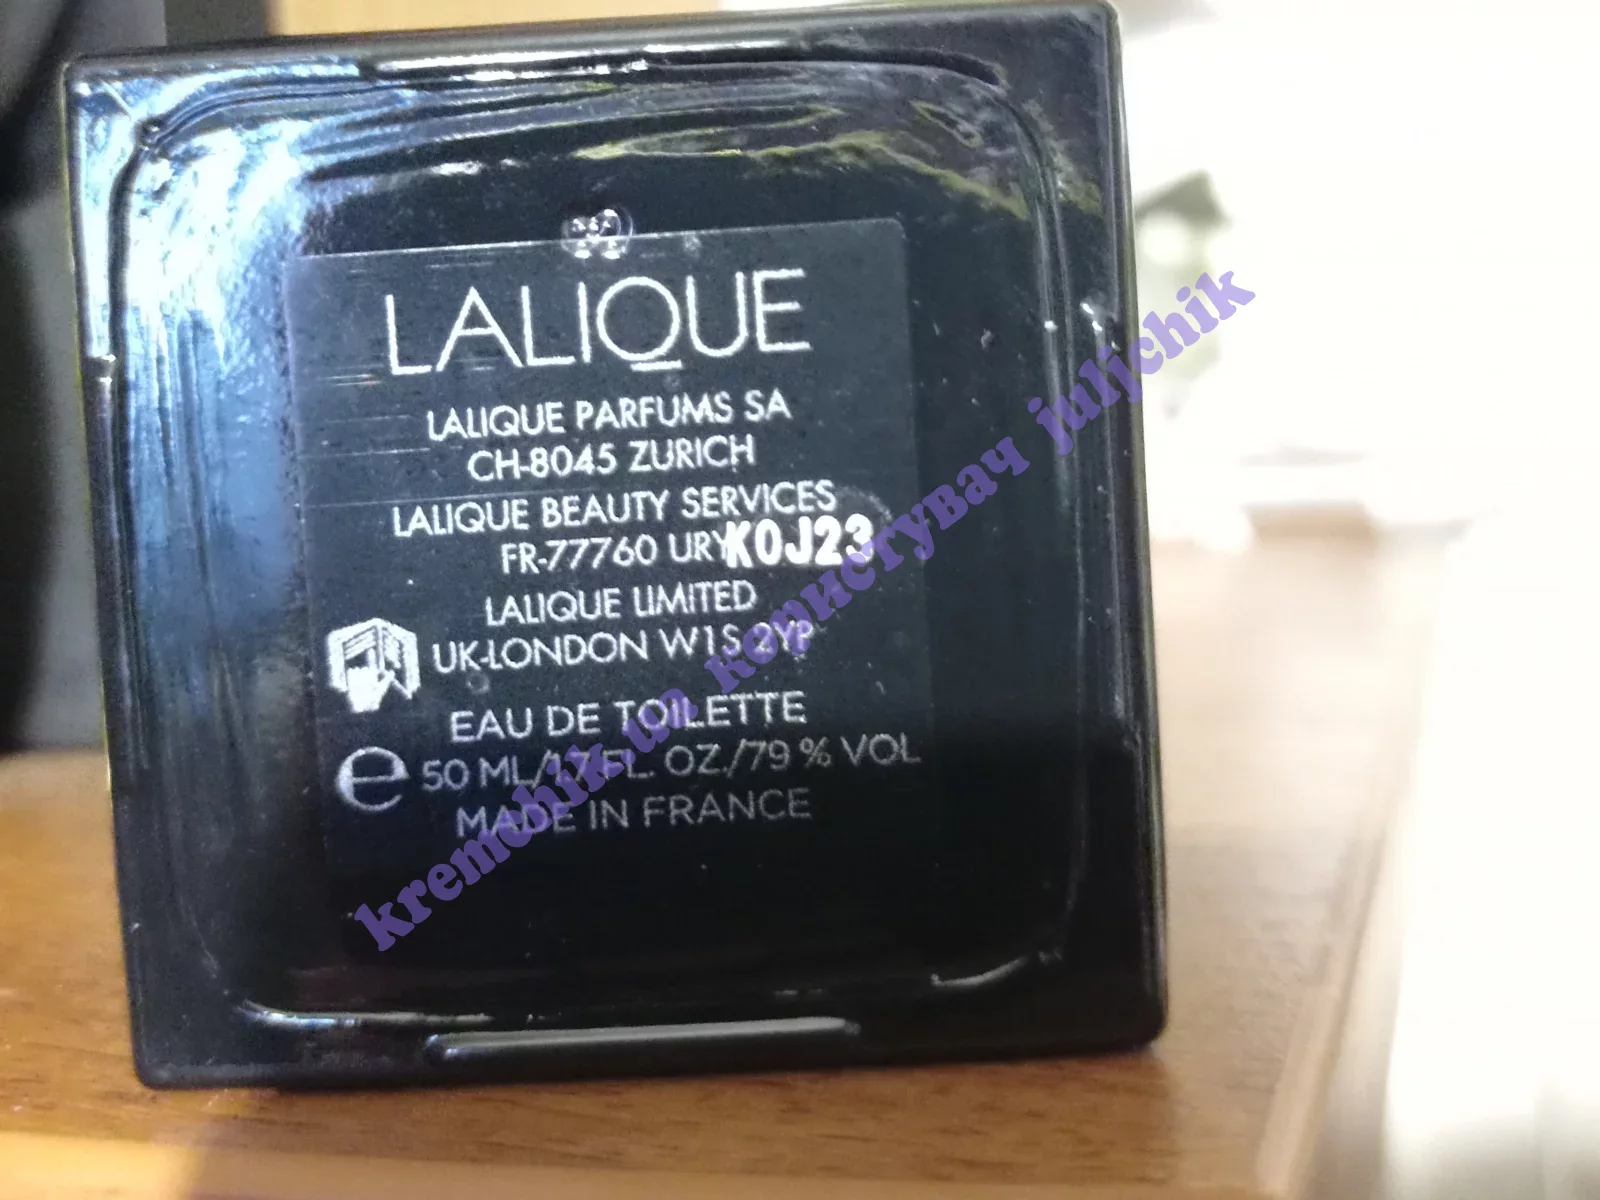 LALIQUE
LALIQUE PARFUMS SA
CH-8045 ZURICH
LALIQUE BEAUTY SERVICES
FR-77760 URY
K0J23
LALIQUE LIMITED
UK-LONDON W1S 2YP
EAU DE TOILETTE
e 50 ML/1.7 FL. OZ./79 % VOL
MADE IN FRANCE
kremchik.ua користувач juljchik